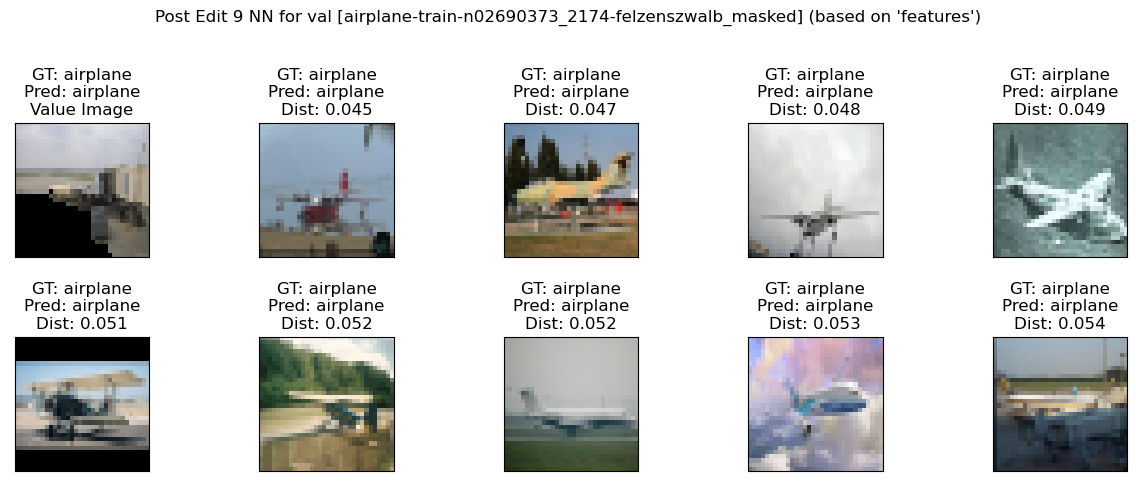 Post Edit 9 NN for val [airplane-train-n02690373_2174-felzenszwalb_masked] (based on 'features')
GT: airplane
Pred: airplane
Value Image
GT: airplane
Pred: airplane
Dist: 0.045
GT: airplane
Pred: airplane
Dist: 0.047
GT: airplane
Pred: airplane
Dist: 0.048
GT: airplane
Pred: airplane
Dist: 0.049
GT: airplane
Pred: airplane
Dist: 0.051
GT: airplane
Pred: airplane
Dist: 0.052
GT: airplane
Pred: airplane
Dist: 0.052
GT: airplane
Pred: airplane
Dist: 0.053
GT: airplane
Pred: airplane
Dist: 0.054